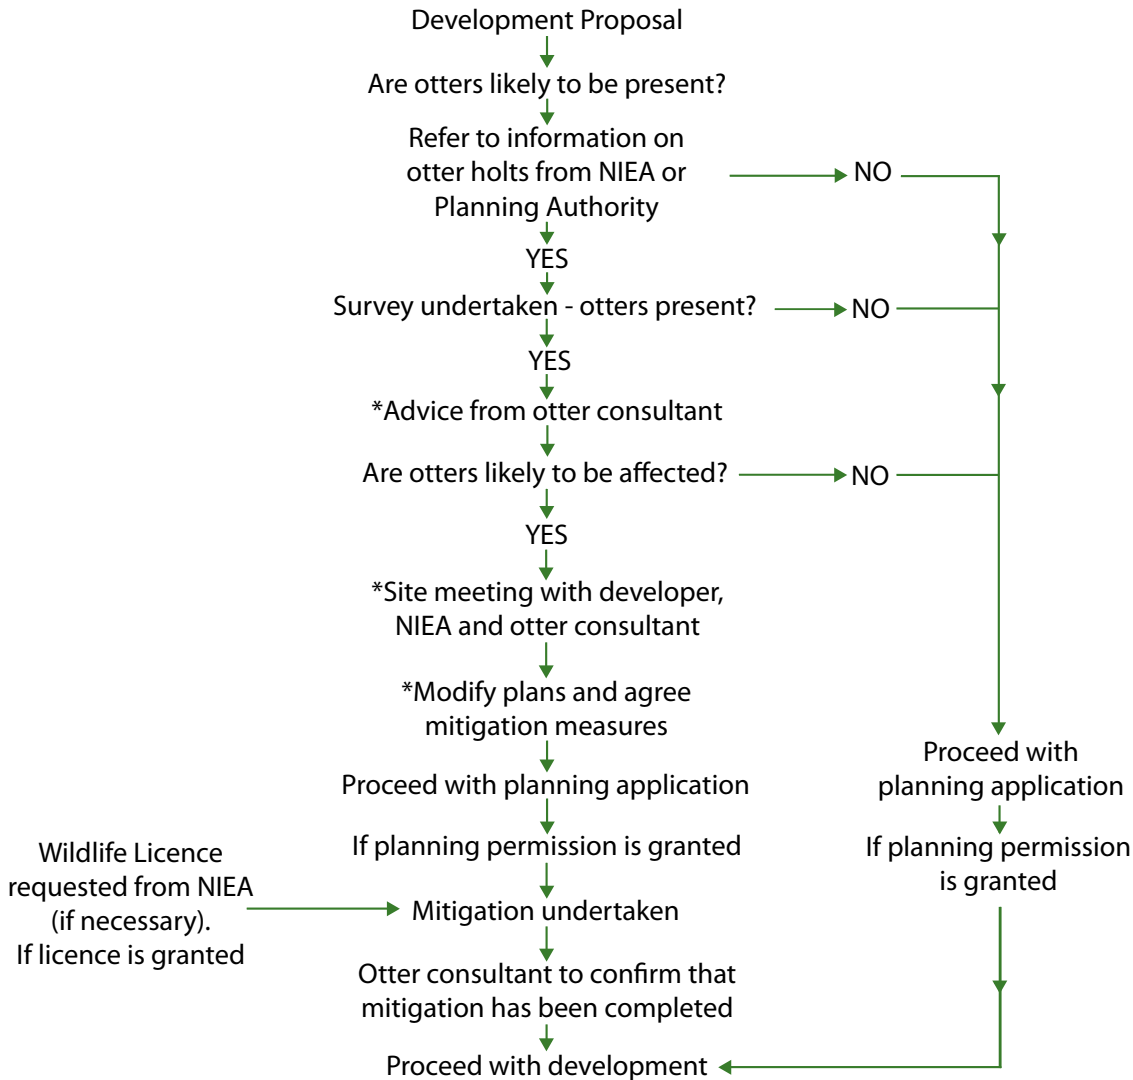 Development Proposal
Are otters likely to be present?
Refer to information on
otter holts from NIEA or
Planning Authority
NO
YES
Survey undertaken - otters present?
NO
YES
*Advice from otter consultant
Are otters likely to be affected?
NO
YES
*Site meeting with developer,
NIEA and otter consultant
*Modify plans and agree
mitigation measures
Proceed with planning application
If planning permission is granted
Wildlife Licence
requested from NIEA
(if necessary).
If licence is granted
Mitigation undertaken
Otter consultant to confirm that
mitigation has been completed
Proceed with
planning application
If planning permission
is granted
Proceed with development